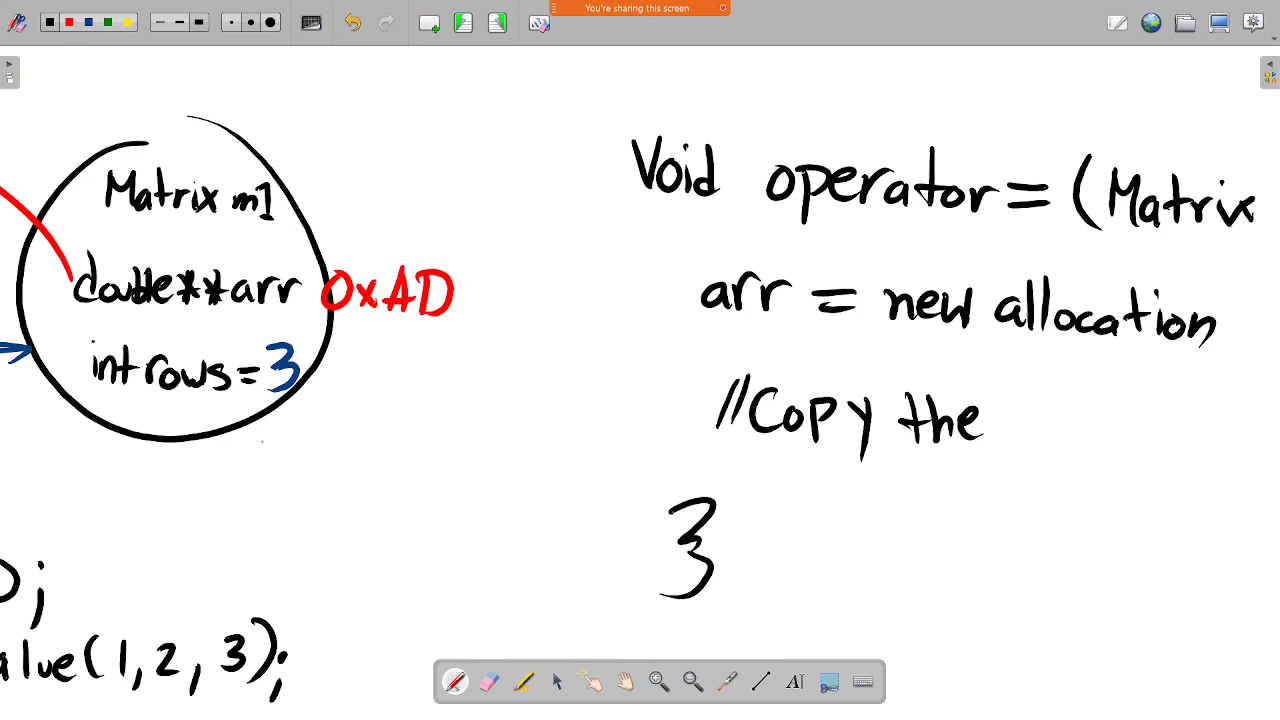 You're sharing this screen
Matrix m1
double**arr 0xAD
int rows = 3
Void operator = (Matrix
arr = new allocation
//Copy the
}
;
alue(1, 2, 3);